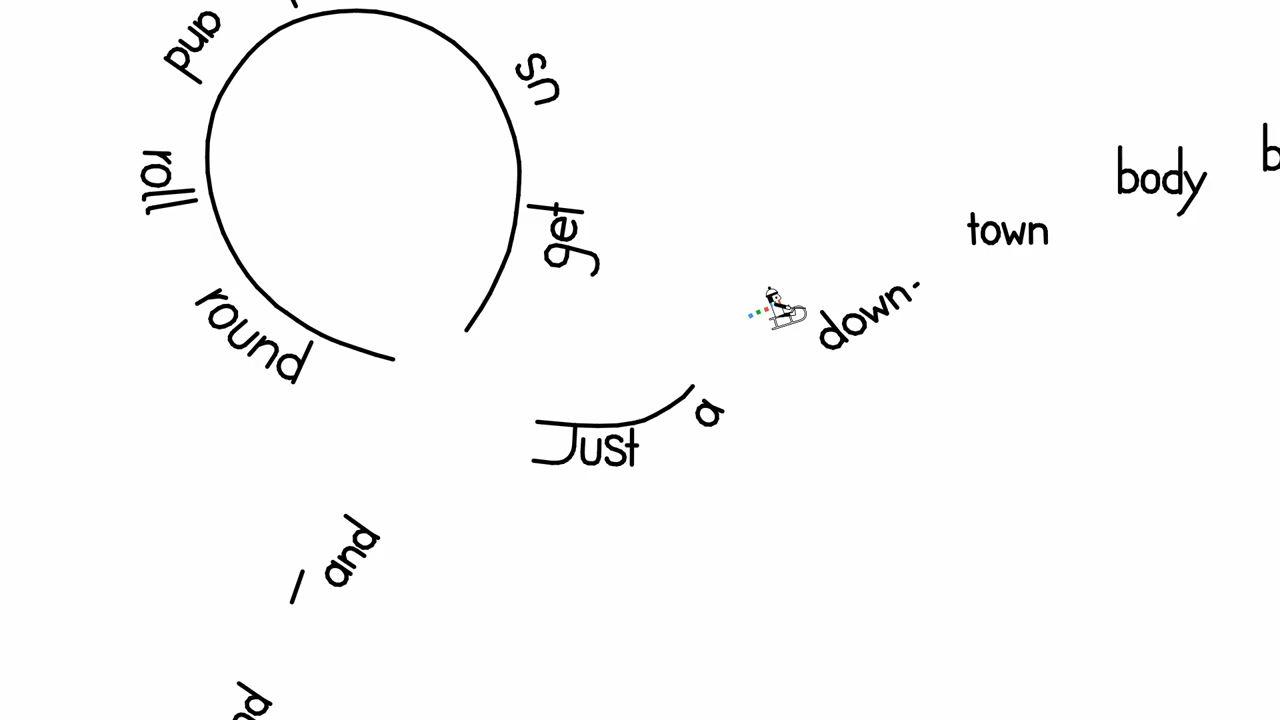 and
us
roll
get
round
Just
a
down-
town
body
and